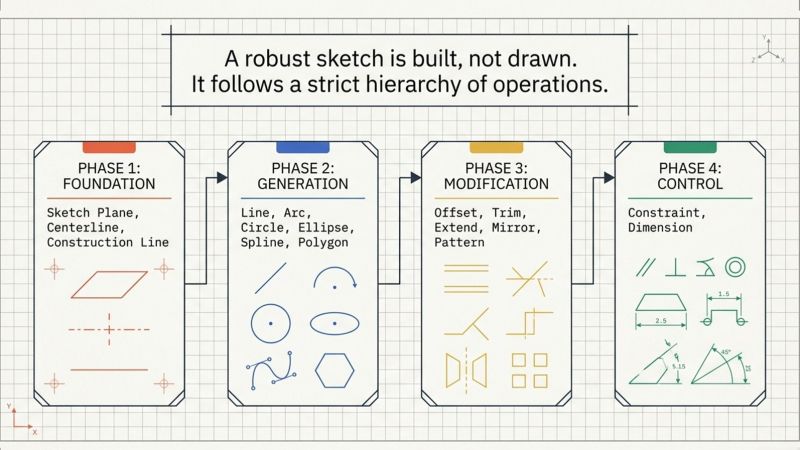 A robust sketch is built, not drawn.
It follows a strict hierarchy of operations.
Y
Z
X
PHASE 1:
FOUNDATION
Sketch Plane,
Centerline,
Construction Line
PHASE 2:
GENERATION
Line, Arc,
Circle, Ellipse,
Spline, Polygon
PHASE 3:
MODIFICATION
Offset, Trim,
Extend, Mirror,
Pattern
PHASE 4:
CONTROL
Constraint,
Dimension
1.5
2.5
5.15
45°
Y
X